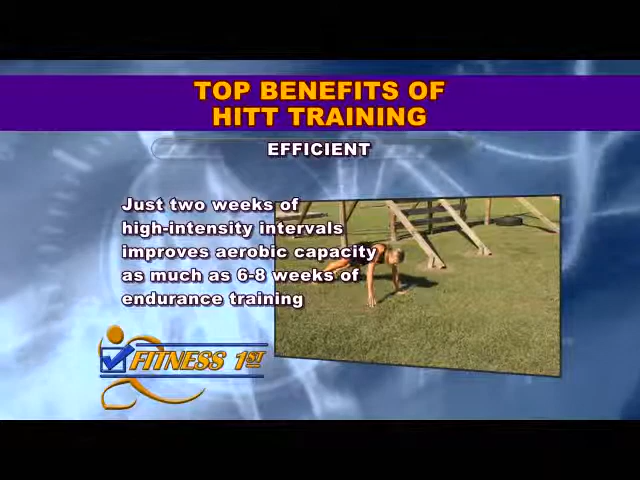 TOP BENEFITS OF
HITT TRAINING
EFFICIENT
Just two weeks of
high-intensity intervals
improves aerobic capacity
as much as 6-8 weeks of
endurance training
FITNESS 1ST